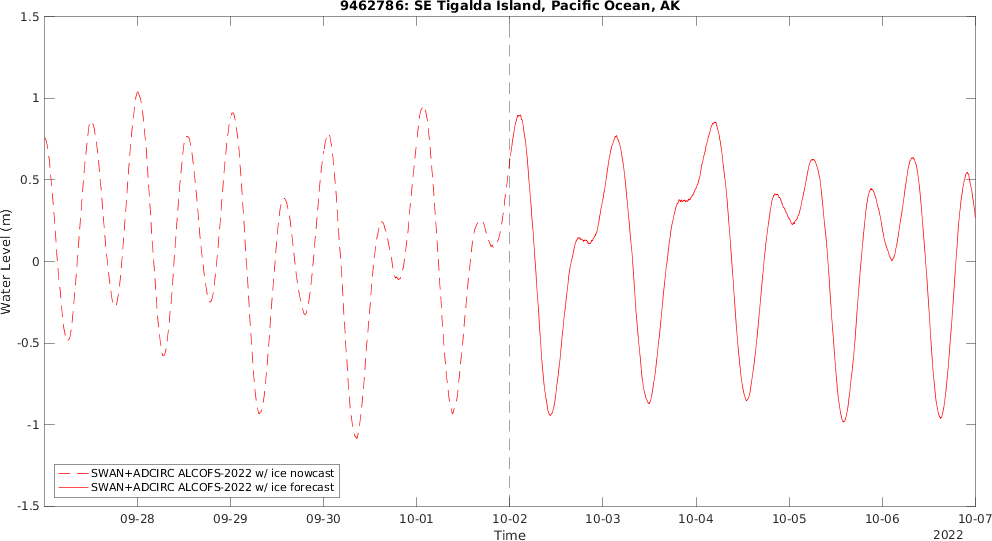 9462786: SE Tigalda Island, Pacific Ocean, AK
1.5
1
0.5
0
-0.5
-1
-1.5
Water Level (m)
SWAN+ADCIRC ALCOFS-2022 w/ ice nowcast
SWAN+ADCIRC ALCOFS-2022 w/ ice forecast
09-28 09-29 09-30 10-01 10-02 10-03 10-04 10-05 10-06 10-07
Time
2022